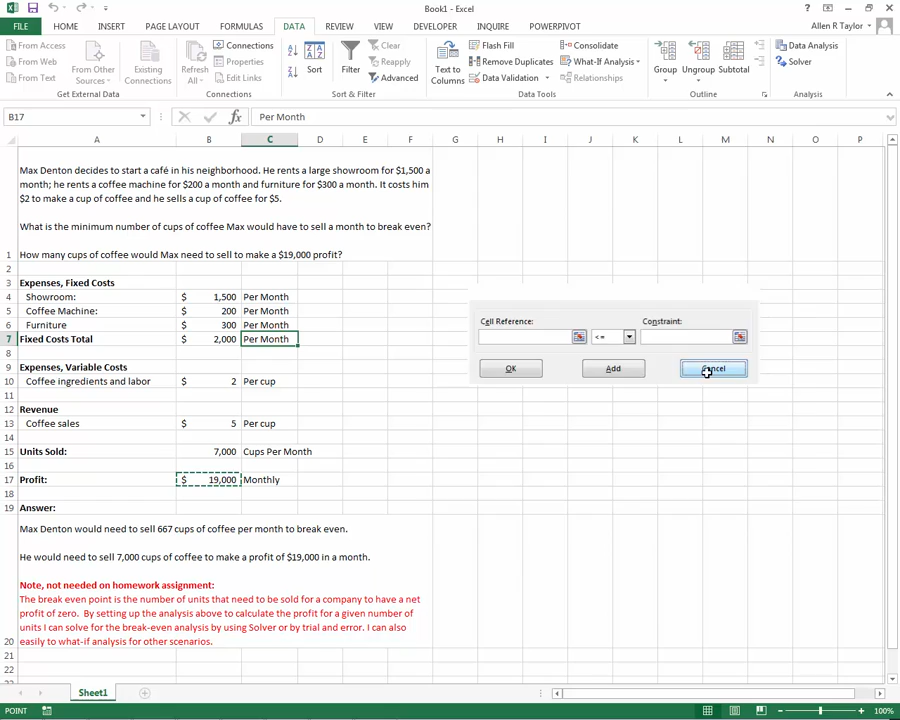 Book1 - Excel
FILE HOME INSERT PAGE LAYOUT FORMULAS DATA REVIEW VIEW DEVELOPER INQUIRE POWERPIVOT Allen R Taylor
From Access
From Web
From Text
From Other Sources
Existing Connections
Get External Data
Refresh All
Connections
Properties
Edit Links
Connections
Sort
Filter
Clear
Reapply
Advanced
Sort & Filter
Text to Columns
Flash Fill
Remove Duplicates
Data Validation
Consolidate
What-If Analysis
Relationships
Data Tools
Group
Ungroup
Subtotal
Outline
Data Analysis
Solver
Analysis
B17 fx Per Month
A B C D E F G H I J K L M N O P
Max Denton decides to start a café in his neighborhood. He rents a large showroom for $1,500 a
month; he rents a coffee machine for $200 a month and furniture for $300 a month. It costs him
$2 to make a cup of coffee and he sells a cup of coffee for $5.
What is the minimum number of cups of coffee Max would have to sell a month to break even?
1 How many cups of coffee would Max need to sell to make a $19,000 profit?
2
3 Expenses, Fixed Costs
4 Showroom: $ 1,500 Per Month
5 Coffee Machine: $ 200 Per Month
6 Furniture $ 300 Per Month
7 Fixed Costs Total $ 2,000 Per Month
8
9 Expenses, Variable Costs
10 Coffee ingredients and labor $ 2 Per cup
11
12 Revenue
13 Coffee sales $ 5 Per cup
14
15 Units Sold: 7,000 Cups Per Month
16
17 Profit: $ 19,000 Monthly
18
19 Answer:
Max Denton would need to sell 667 cups of coffee per month to break even.
He would need to sell 7,000 cups of coffee to make a profit of $19,000 in a month.
Note, not needed on homework assignment:
The break even point is the number of units that need to be sold for a company to have a net
profit of zero. By setting up the analysis above to calculate the profit for a given number of
units I can solve for the break-even analysis by using Solver or by trial and error. I can also
20 easily to what-if analysis for other scenarios.
21
22
Cell Reference: Constraint:
<=
OK Add Cancel
Sheet1
POINT 100%